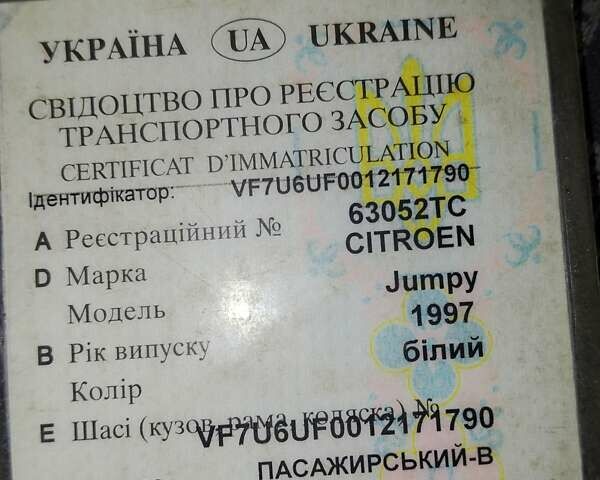 УКРАЇНА UA UKRAINE
СВІДОЦТВО ПРО РЕЄСТРАЦІЮ
ТРАНСПОРТНОГО ЗАСОБУ
CERTIFICAT D'IMMATRICULATION
Ідентифікатор: VF7U6UF0012171790
A Реєстраційний № 63052TC
D Марка CITROEN
Модель Jumpy
B Рік випуску 1997
Колір білий
E Шасі (кузов, рама, коляска) №
VF7U6UF0012171790
ПАСАЖИРСЬКИЙ-B